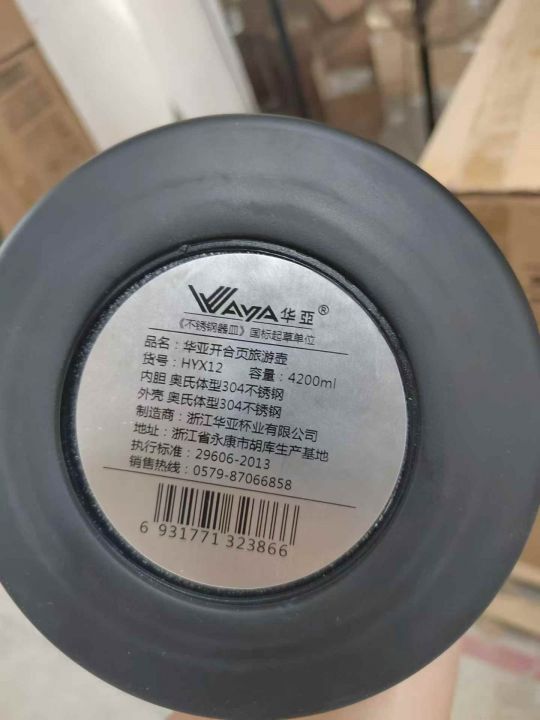 WAYA 华亚®
《不锈钢器皿》国标起草单位
品名：华亚开合页旅游壶
货号：HYX12 容量：4200ml
内胆 奥氏体型304不锈钢
外壳 奥氏体型304不锈钢
制造商：浙江华亚杯业有限公司
地址：浙江省永康市胡库生产基地
执行标准：29606-2013
销售热线：0579-87066858
6 931771 323866